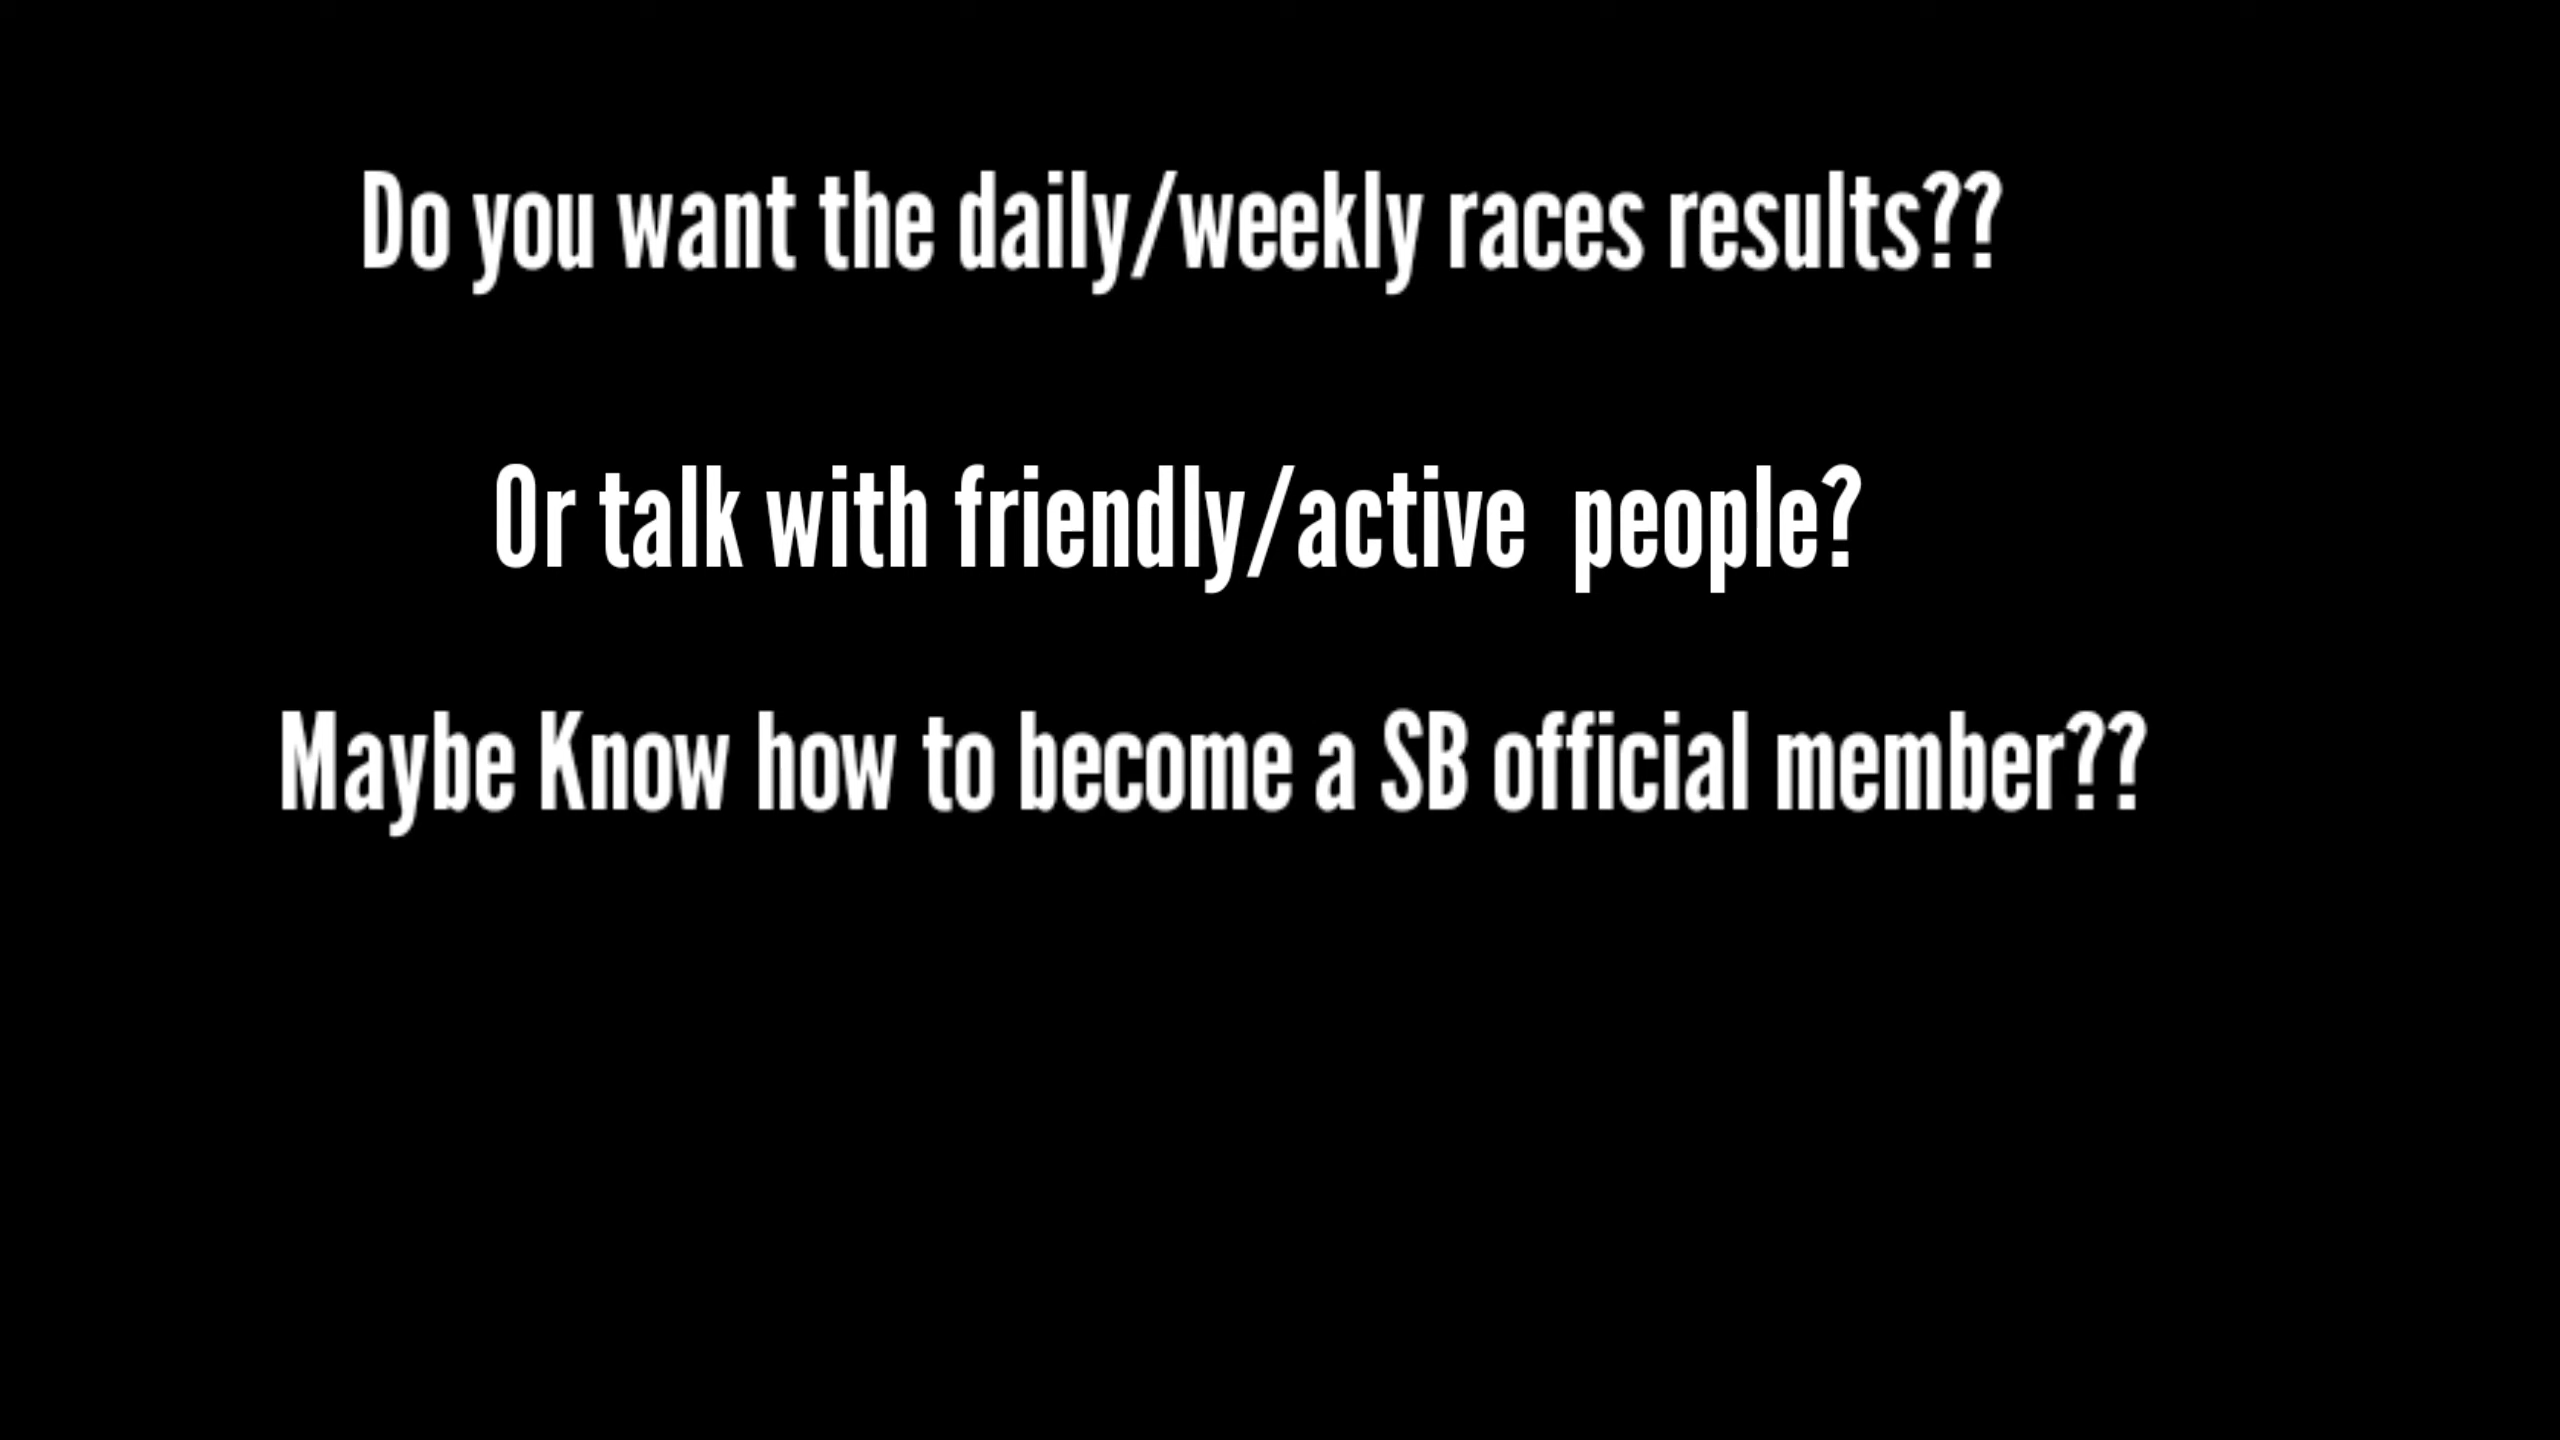 Do you want the daily/weekly races results??
Or talk with friendly/active  people?
Maybe Know how to become a SB official member??